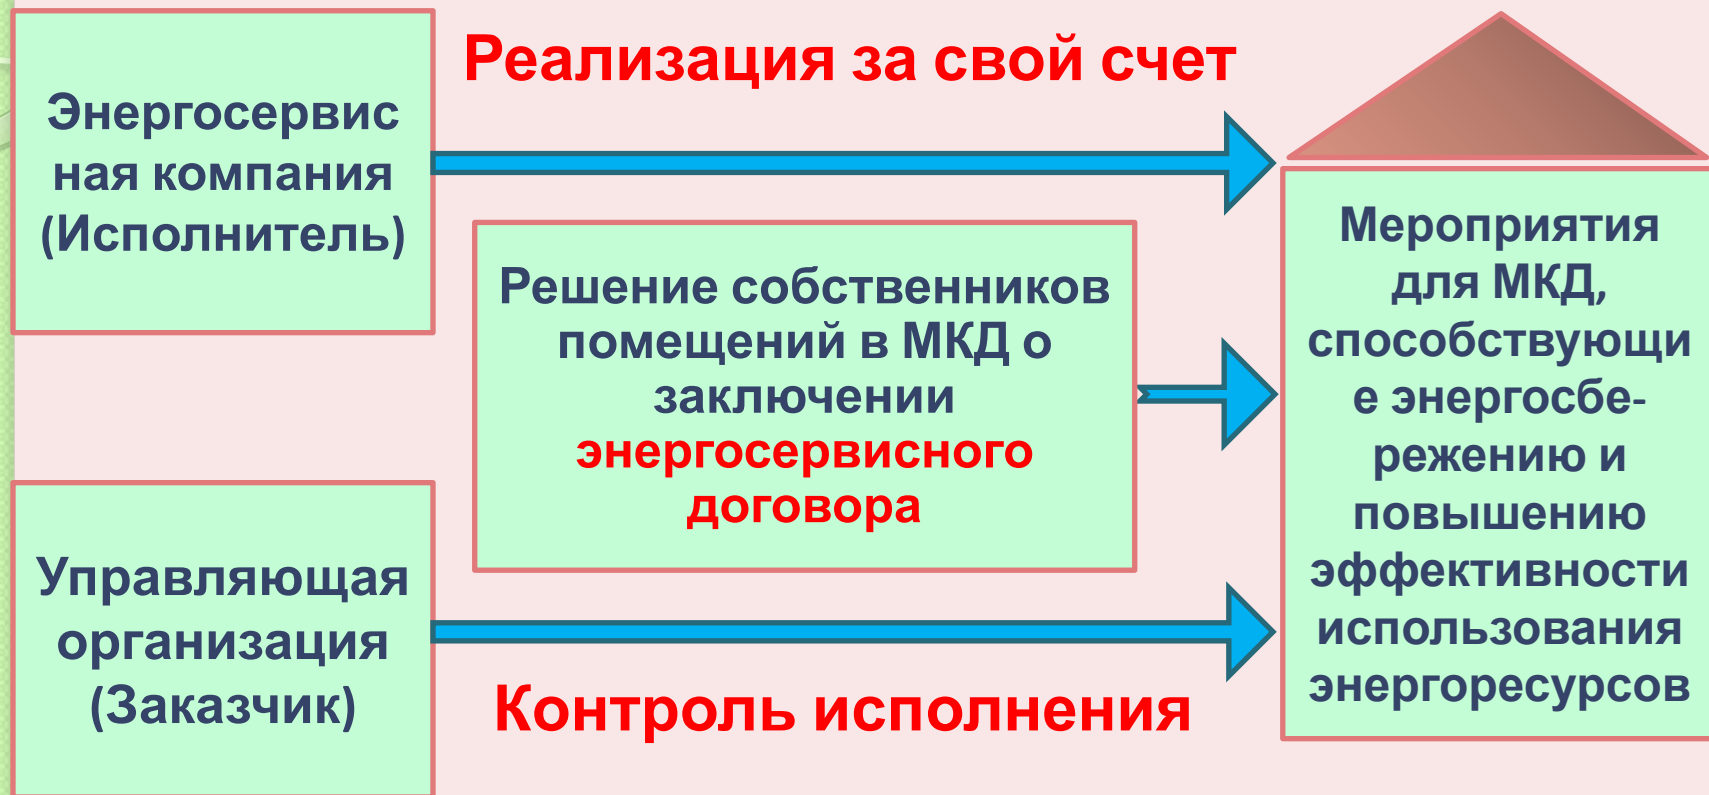 Реализация за свой счет
Энергосервис
ная компания
(Исполнитель)
Решение собственников
помещений в МКД о
заключении
энергосервисного
договора
Управляющая
организация
(Заказчик)
Контроль исполнения
Мероприятия
для МКД,
способствующи
е энергосбе-
режению и
повышению
эффективности
использования
энергоресурсов